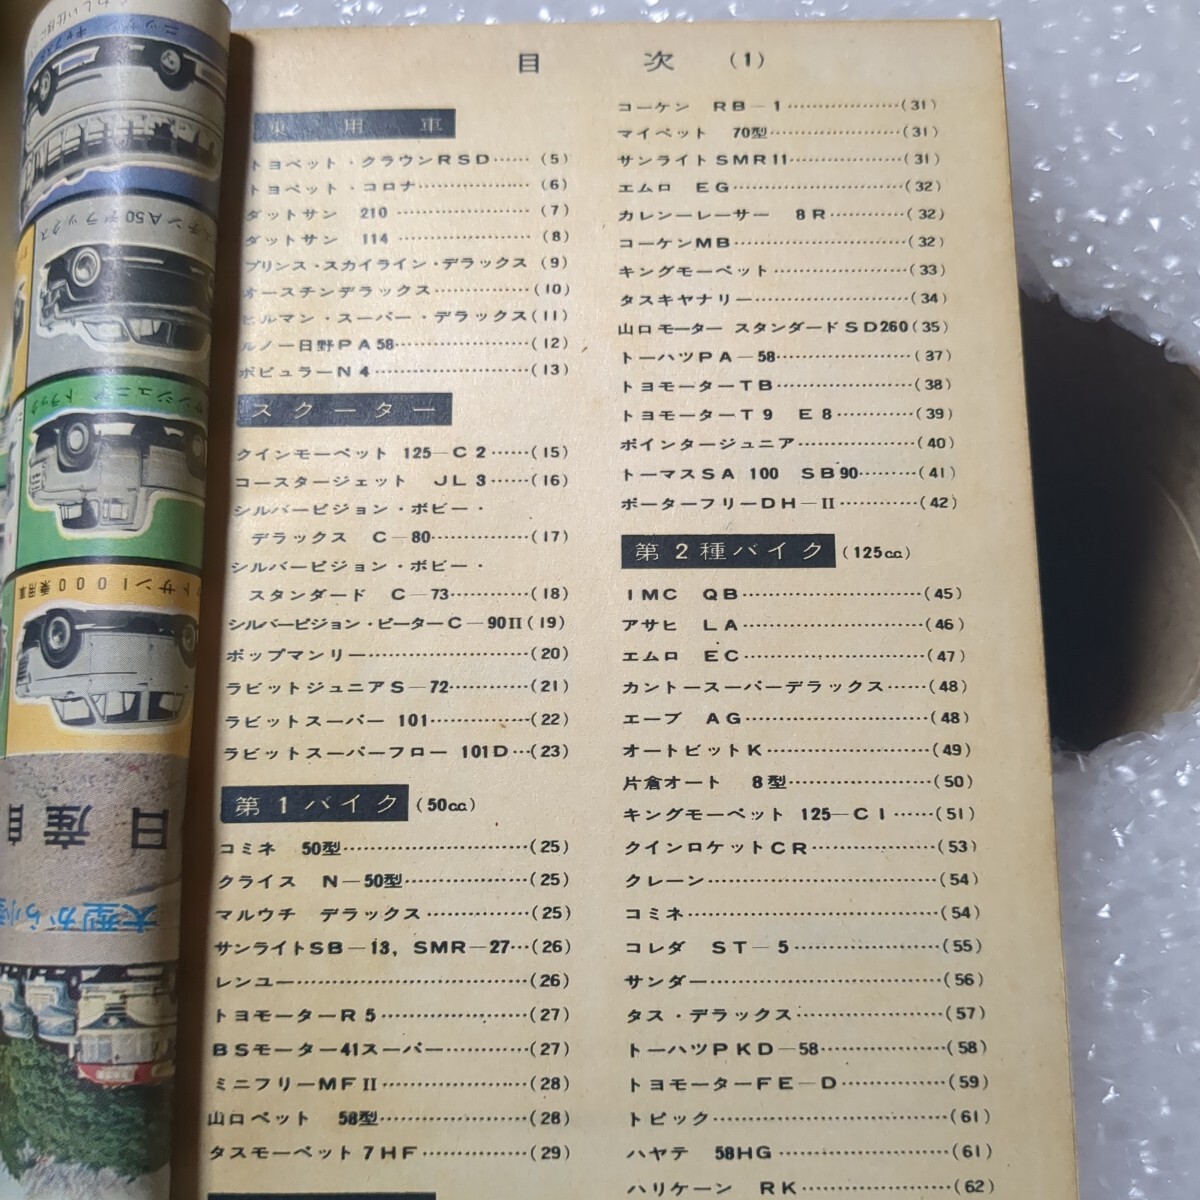 目次 (1)
乗用車
トヨペット・クラウンRSD……(5)
トヨペット・コロナ………………(6)
ダットサン 210 ………………(7)
ダットサン 114 ………………(8)
プリンス・スカイライン・デラックス (9)
オースチンデラックス…………(10)
ヒルマン・スーパー・デラックス(11)
ルノー日野PA58………………(12)
ポピュラーN4…………………(13)
スクーター
クインモーペット 125—C2……(15)
コースタージェット JL3……(16)
シルバーピジョン・ボビー・
デラックス C—80……………(17)
シルバーピジョン・ボビー・
スタンダード C—73…………(18)
シルバーピジョン・ピーターC—90Ⅱ(19)
ポップマンリー…………………(20)
ラビットジュニアS—72…………(21)
ラビットスーパー 101……………(22)
ラビットスーパーフロー 101D…(23)
第1バイク (50c.c.)
コミネ 50型……………………(25)
クライス N—50型………………(25)
マルウチ デラックス ……………(25)
サンライトSB—13, SMR—27…(26)
レンユー…………………………(26)
トヨモーターR5…………………(27)
BSモーター41スーパー…………(27)
ミニフリーMFⅡ…………………(28)
山口ペット 58型………………(28)
タスモーペット7HF……………(29)
コーケン RB—1………………(31)
マイペット 70型………………(31)
サンライトSMR11………………(31)
エムロ EG………………………(32)
カレンーレーサー 8R…………(32)
コーケンMB……………………(32)
キングモーペット………………(33)
タスキヤナリー…………………(34)
山口モーター スタンダードSD260(35)
トーハツPA—58………………(37)
トヨモーターTB…………………(38)
トヨモーターT9 E8…………(39)
ポインタージュニア……………(40)
トーマスSA 100 SB90………(41)
ポーターフリーDH—Ⅱ…………(42)
第2種バイク (125c.c.)
IMC QB………………………(45)
アサヒ LA………………………(46)
エムロ EC………………………(47)
カントースーパーデラックス……(48)
エーブ AG………………………(48)
オートビットK……………………(49)
片倉オート 8型…………………(50)
キングモーペット 125—C1……(51)
クインロケットCR………………(53)
クレーン…………………………(54)
コミネ……………………………(54)
コレダ ST—5…………………(55)
サンダー…………………………(56)
タス・デラックス…………………(57)
トーハツPKD—58………………(58)
トヨモーターFE—D……………(59)
トピック…………………………(61)
ハヤテ 58HG…………………(61)
ハリケーン RK…………………(62)